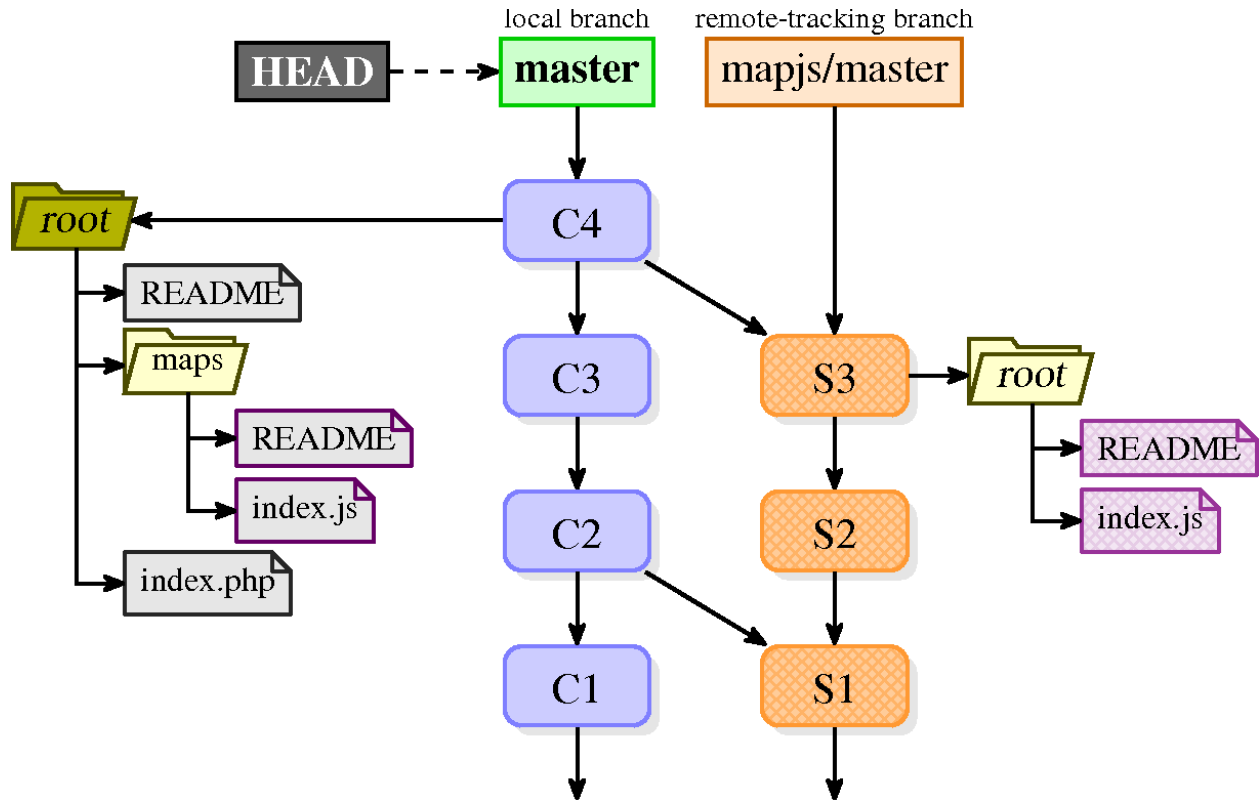 local branch
remote-tracking branch
HEAD
master
mapjs/master
root
C4
README
maps
C3
S3
root
README
README
index.js
index.js
C2
S2
index.php
C1
S1